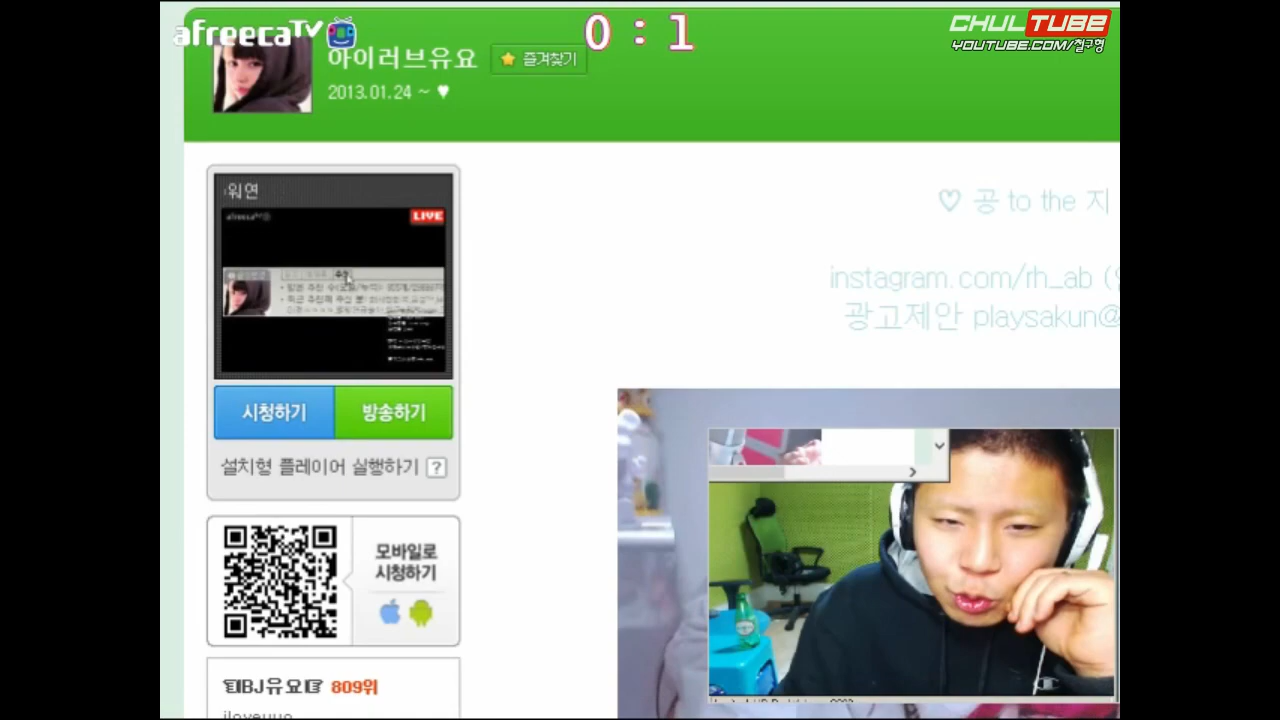 afreecaTV
0 : 1
CHULTUBE
YOUTUBE.COM/철구형
아이러브유요
즐겨찾기
2013.01.24 ~ ♥
워연
afreecaTV
LIVE
♡ 공 to the 지
instagram.com/rh_ab (
광고제안 playsakun@
시청하기
방송하기
설치형 플레이어 실행하기 ?
모바일로
시청하기
BJ유요 809위
iloveuuo